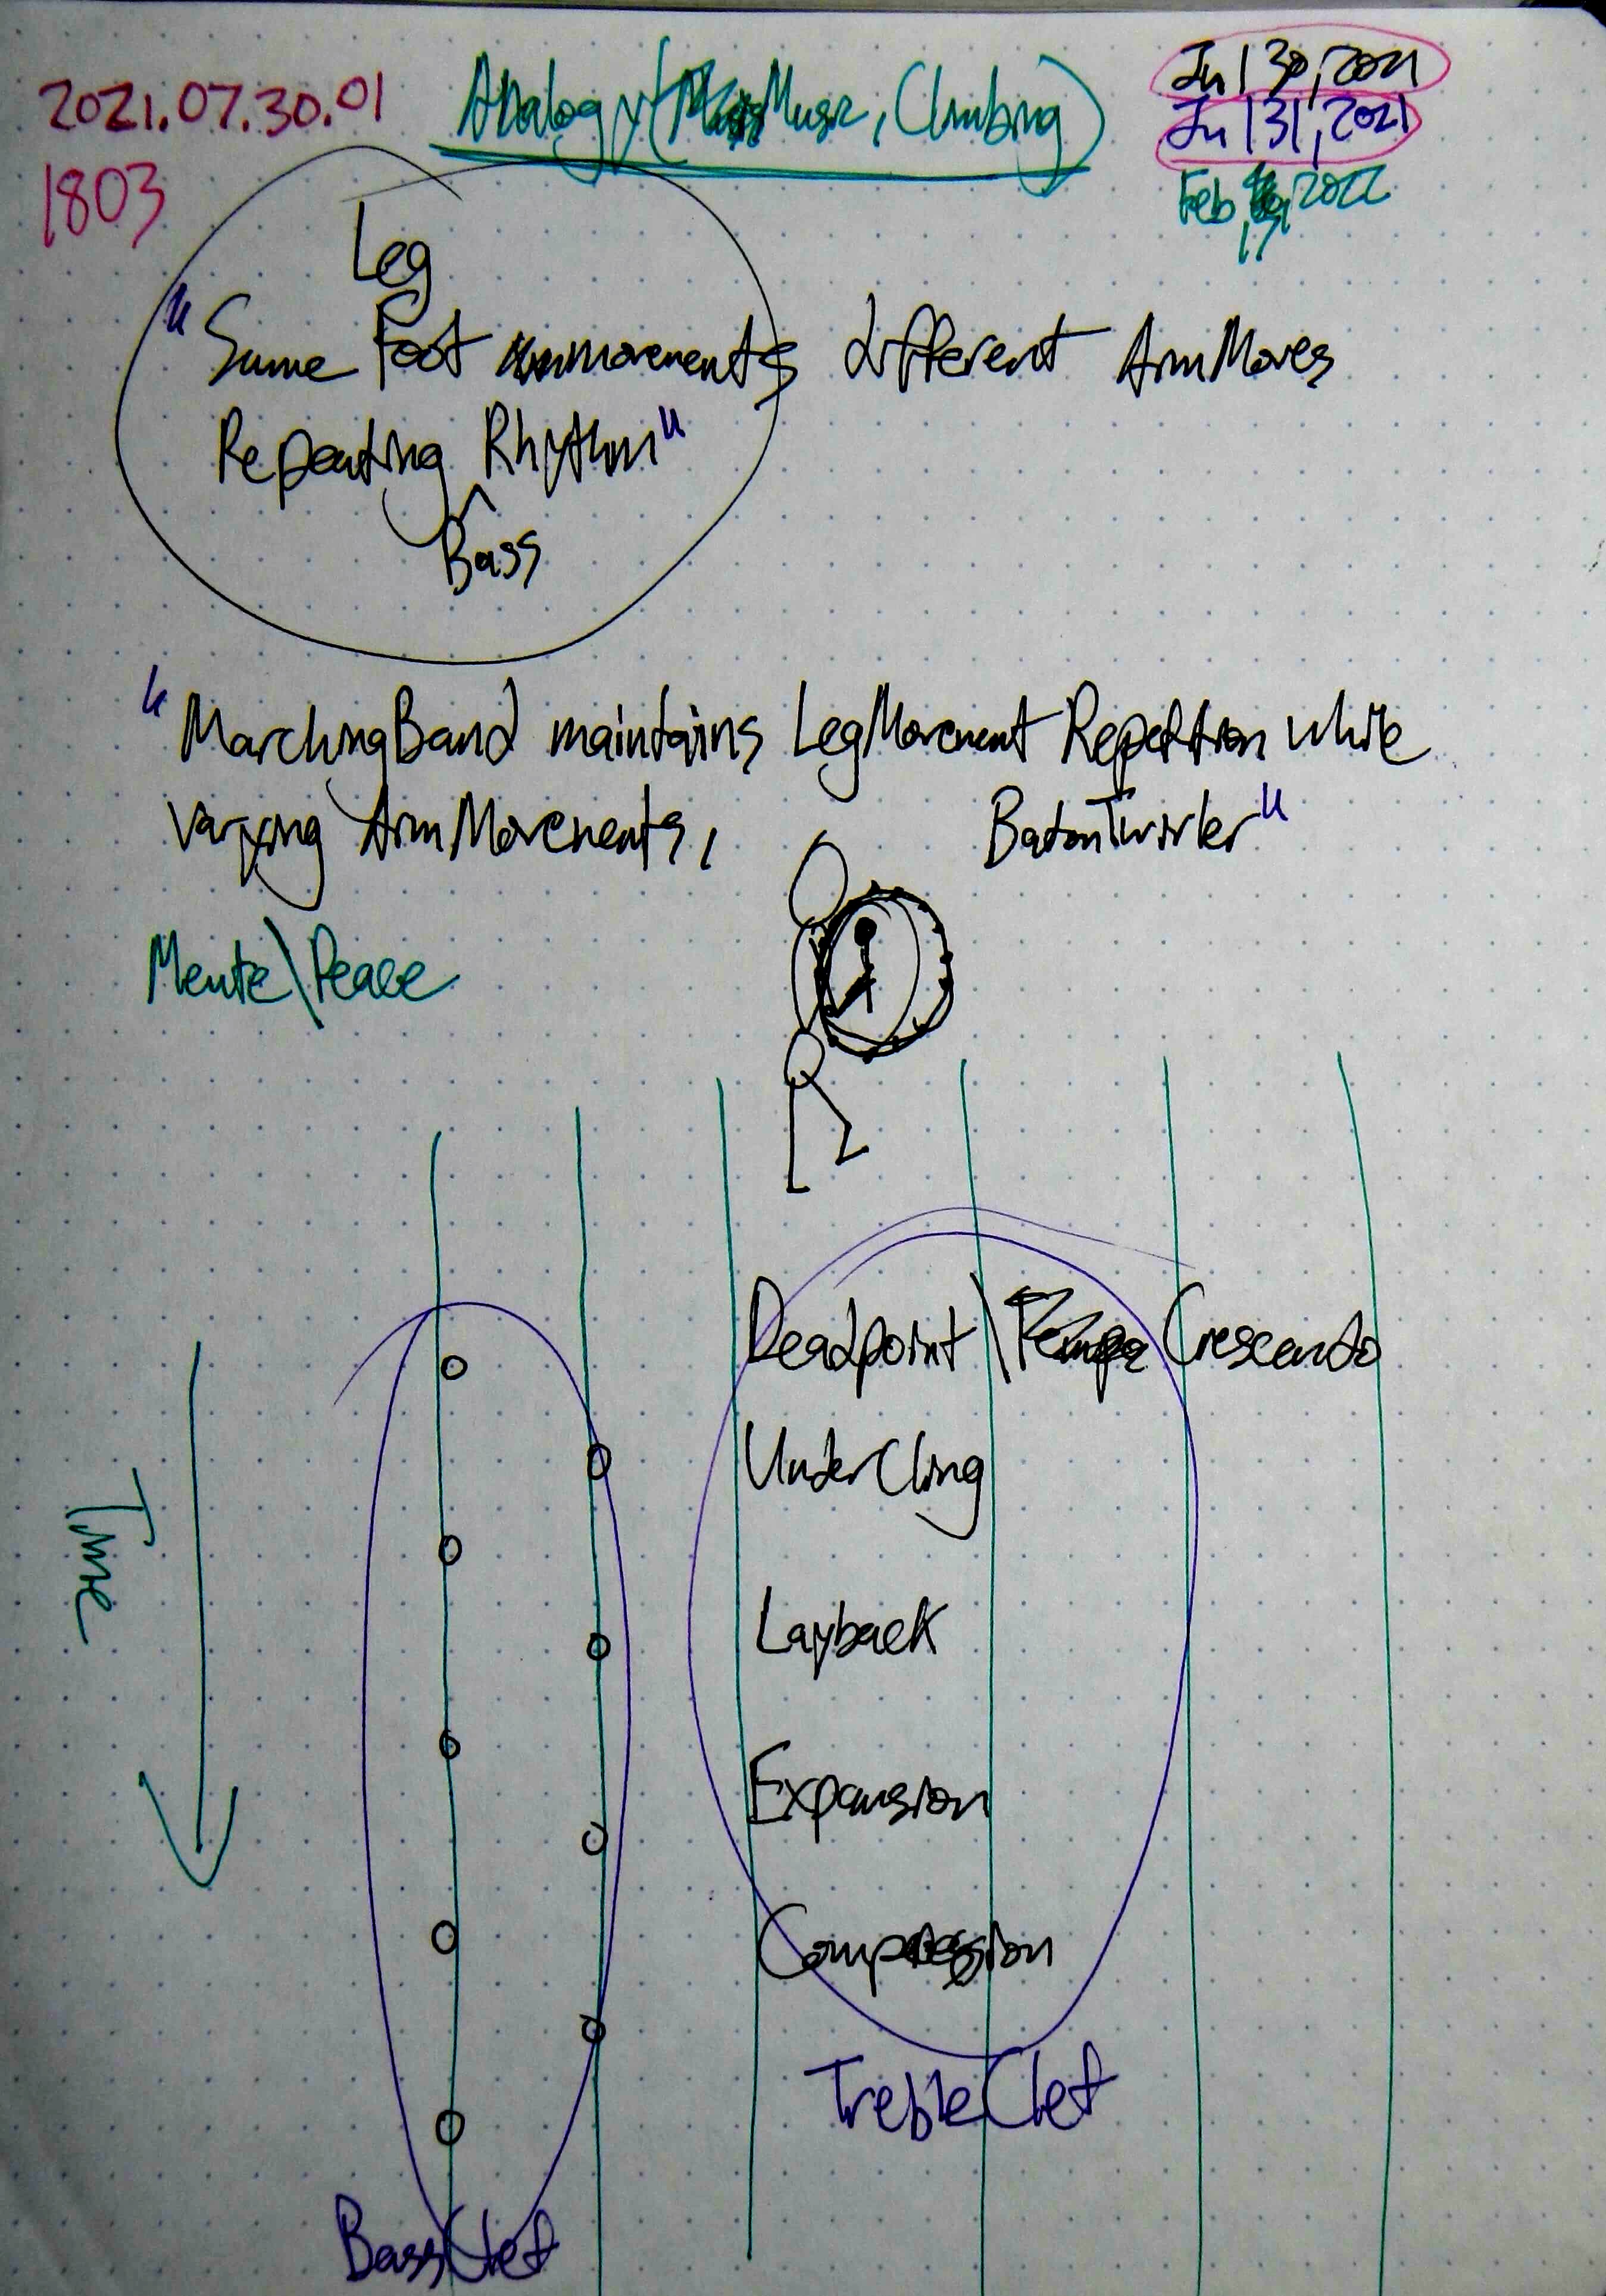 2021.07.30.01
1803
Analogy(Music, Climbing)
Jul 30, 2021
Jul 31, 2021
Feb 2022
Leg
"Same Foot movements different ArmMoves
Repeating Rhythm"
Bass
"MarchingBand maintains LegMovement Repetition while
varying ArmMovements, BatonTwirler"
Mente\Peace
Time
Deadpoint\Crescendo
UnderCling
Layback
Expansion
Compression
TrebleClef
BassClef